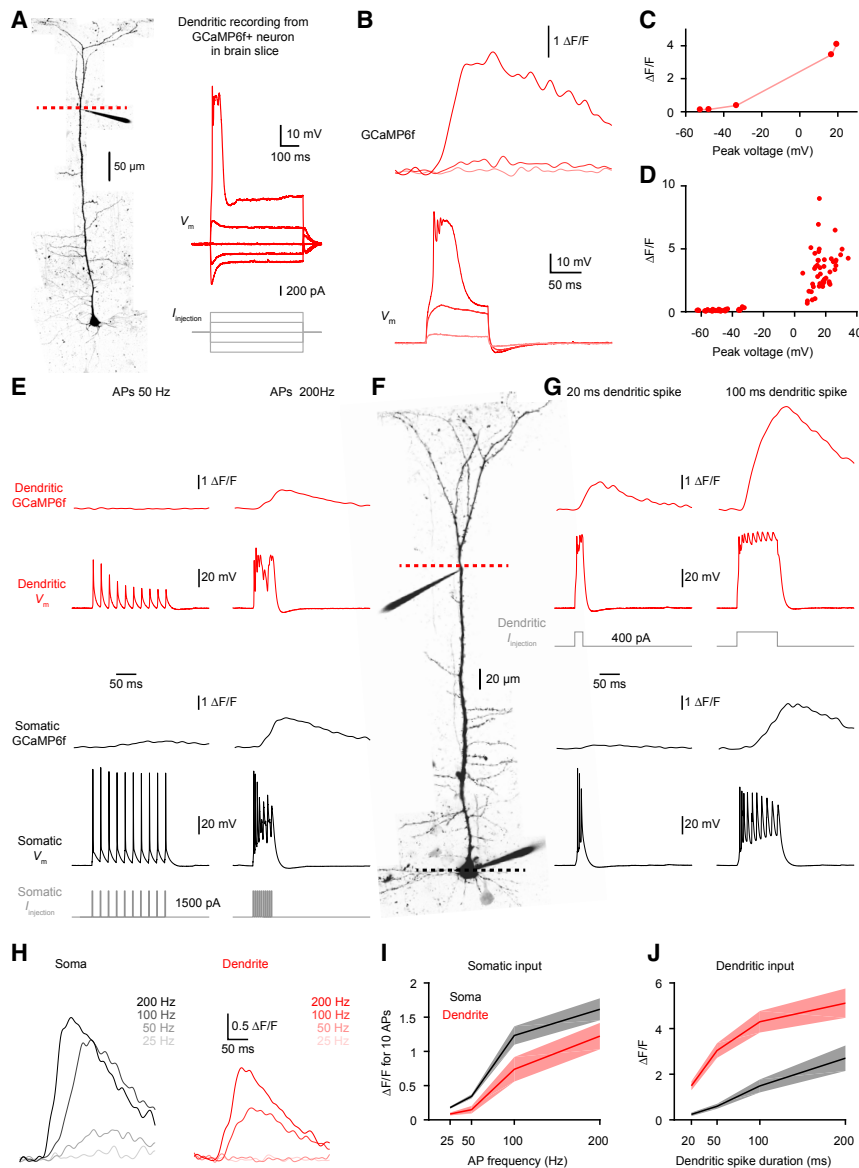 A
Dendritic recording from
GCaMP6f+ neuron
in brain slice
50 µm
10 mV
100 ms
Vm
200 pA
Iinjection
B
1 ΔF/F
GCaMP6f
10 mV
50 ms
Vm
C
ΔF/F
4
2
0
-60 -40 -20 0 20
Peak voltage (mV)
D
ΔF/F
10
5
0
-60 -40 -20 0 20 40
Peak voltage (mV)
E
APs 50 Hz
APs 200Hz
Dendritic
GCaMP6f
1 ΔF/F
Dendritic
Vm
20 mV
50 ms
Somatic
GCaMP6f
1 ΔF/F
Somatic
Vm
20 mV
Somatic
Iinjection
1500 pA
F
20 µm
G
20 ms dendritic spike
100 ms dendritic spike
1 ΔF/F
20 mV
Dendritic
Iinjection
400 pA
50 ms
1 ΔF/F
20 mV
H
Soma
200 Hz
100 Hz
50 Hz
25 Hz
Dendrite
0.5 ΔF/F
50 ms
200 Hz
100 Hz
50 Hz
25 Hz
I
Somatic input
Soma
Dendrite
ΔF/F for 10 APs
2
1.5
1
0.5
0
25 50 100 200
AP frequency (Hz)
J
Dendritic input
ΔF/F
6
4
2
0
20 50 100 200
Dendritic spike duration (ms)